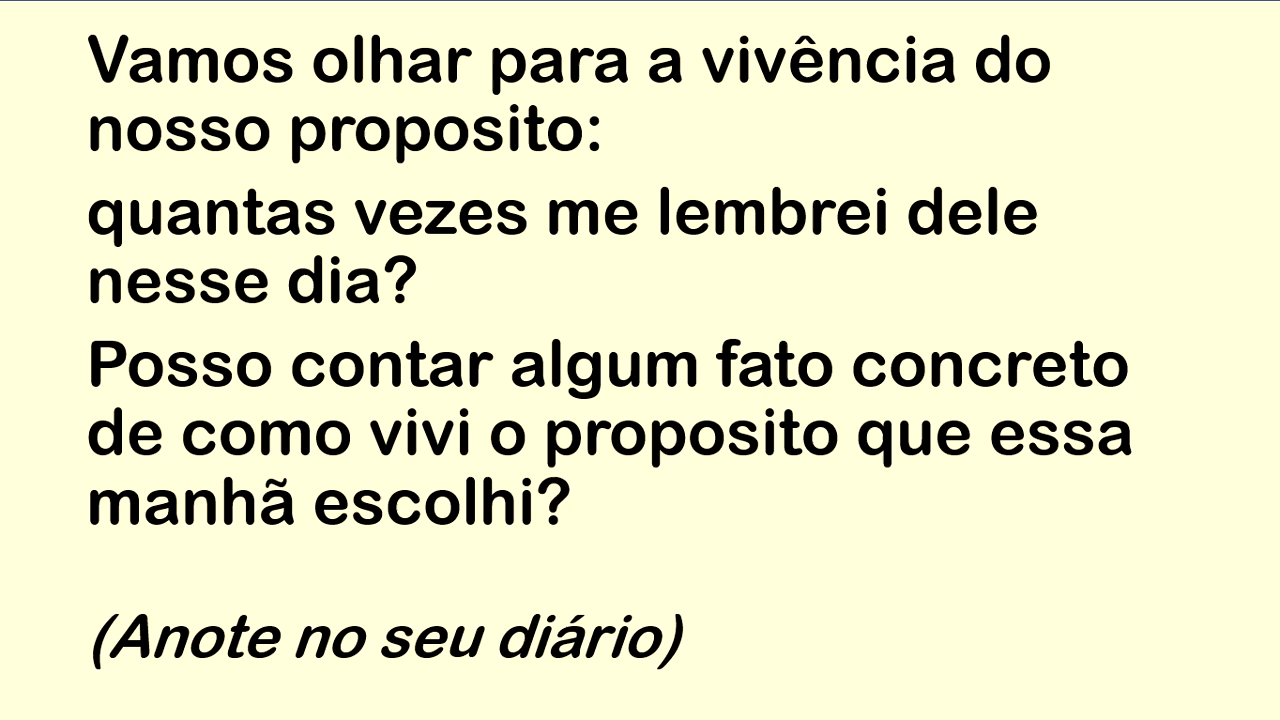 Vamos olhar para a vivência do
nosso proposito:
quantas vezes me lembrei dele
nesse dia?
Posso contar algum fato concreto
de como vivi o proposito que essa
manhã escolhi?
(Anote no seu diário)